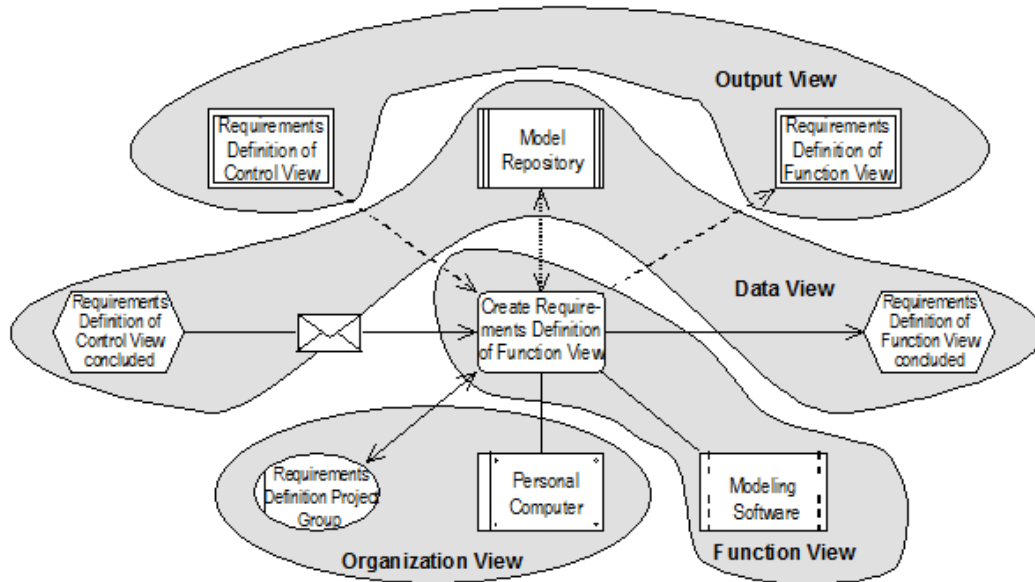 Output View
Requirements
Definition of
Control View
Model
Repository
Requirements
Definition of
Function View
Requirements
Definition of
Control View
concluded
Create Require-
ments Definition
of Function View
Data View
Requirements
Definition of
Function View
concluded
Requirements
Definition Project
Group
Personal
Computer
Modeling
Software
Organization View
Function View